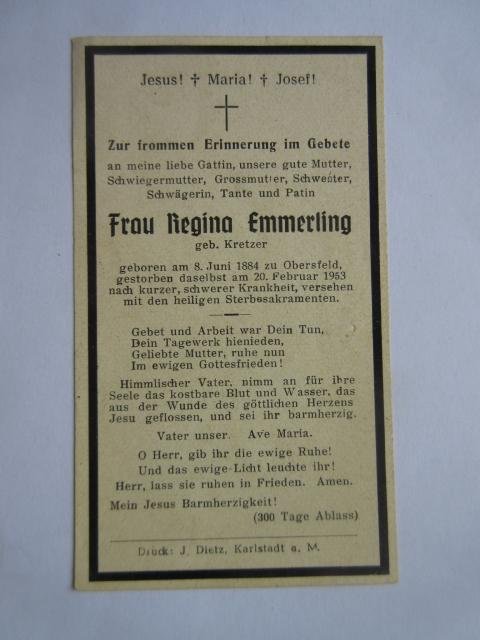 Jesus! † Maria! † Josef!
Zur frommen Erinnerung im Gebete
an meine liebe Gattin, unsere gute Mutter,
Schwiegermutter, Grossmutter, Schwester,
Schwägerin, Tante und Patin
Frau Regina Emmerling
geb. Kretzer
geboren am 8. Juni 1884 zu Obersfeld,
gestorben daselbst am 20. Februar 1953
nach kurzer, schwerer Krankheit, versehen
mit den heiligen Sterbesakramenten.
Gebet und Arbeit war Dein Tun,
Dein Tagewerk hienieden,
Geliebte Mutter, ruhe nun
Im ewigen Gottesfrieden!
Himmlischer Vater, nimm an für ihre
Seele das kostbare Blut und Wasser, das
aus der Wunde des göttlichen Herzens
Jesu geflossen, und sei ihr barmherzig.
Vater unser. Ave Maria.
O Herr, gib ihr die ewige Ruhe!
Und das ewige Licht leuchte ihr!
Herr, lass sie ruhen in Frieden. Amen.
Mein Jesus Barmherzigkeit!
(300 Tage Ablass)
Druck: J. Dietz, Karlstadt a. M.